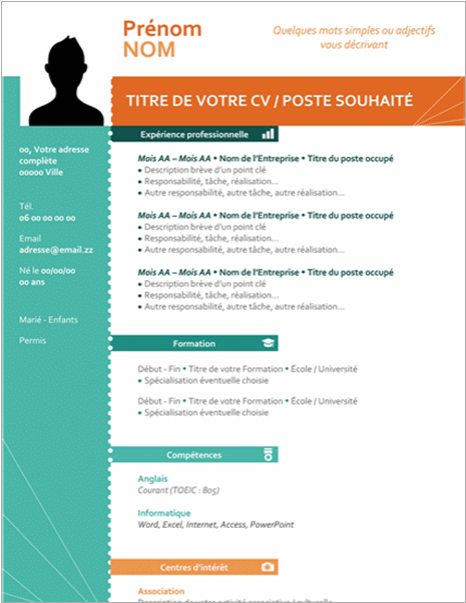 Prénom
NOM
Quelques mots simples ou adjectifs
vous décrivant
TITRE DE VOTRE CV / POSTE SOUHAITÉ
00, Votre adresse
complète
00000 Ville
Tél.
06 00 00 00 00
Email
adresse@email.zz
Né le 00/00/00
00 ans
Marié - Enfants
Permis
Expérience professionnelle
Mois AA – Mois AA • Nom de l'Entreprise • Titre du poste occupé
• Description brève d'un point clé
• Responsabilité, tâche, réalisation...
• Autre responsabilité, autre tâche, autre réalisation...
Mois AA – Mois AA • Nom de l'Entreprise • Titre du poste occupé
• Description brève d'un point clé
• Responsabilité, tâche, réalisation...
• Autre responsabilité, autre tâche, autre réalisation...
Mois AA – Mois AA • Nom de l'Entreprise • Titre du poste occupé
• Description brève d'un point clé
• Responsabilité, tâche, réalisation...
• Autre responsabilité, autre tâche, autre réalisation...
Formation
Début - Fin • Titre de votre Formation • École / Université
• Spécialisation éventuelle choisie
Début - Fin • Titre de votre Formation • École / Université
• Spécialisation éventuelle choisie
Compétences
Anglais
Courant (TOEIC : 805)
Informatique
Word, Excel, Internet, Access, PowerPoint
Centres d'intérêt
Association
Description de votre activité associative / culturelle